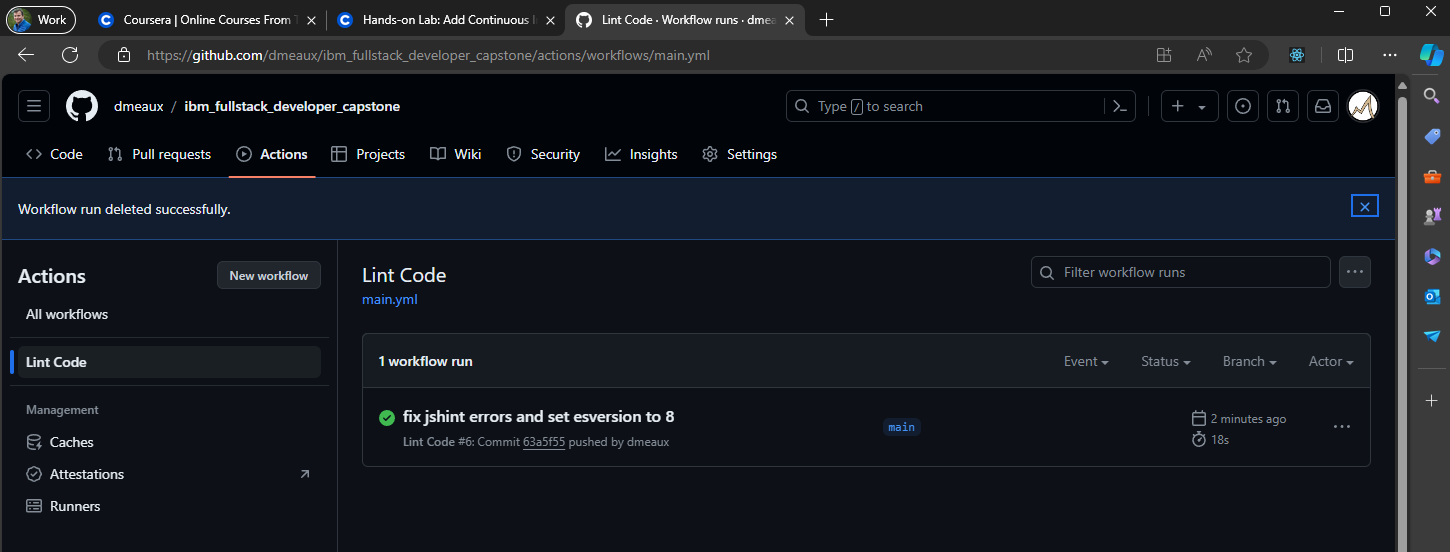 Work
Coursera | Online Courses From T
Hands-on Lab: Add Continuous I
Lint Code · Workflow runs · dmea
https://github.com/dmeaux/ibm_fullstack_developer_capstone/actions/workflows/main.yml
dmeaux / ibm_fullstack_developer_capstone
Type / to search
Code
Pull requests
Actions
Projects
Wiki
Security
Insights
Settings
Workflow run deleted successfully.
Actions
New workflow
All workflows
Lint Code
Management
Caches
Attestations
Runners
Lint Code
main.yml
Filter workflow runs
1 workflow run
Event
Status
Branch
Actor
fix jshint errors and set esversion to 8
Lint Code #6: Commit 63a5f55 pushed by dmeaux
main
2 minutes ago
18s